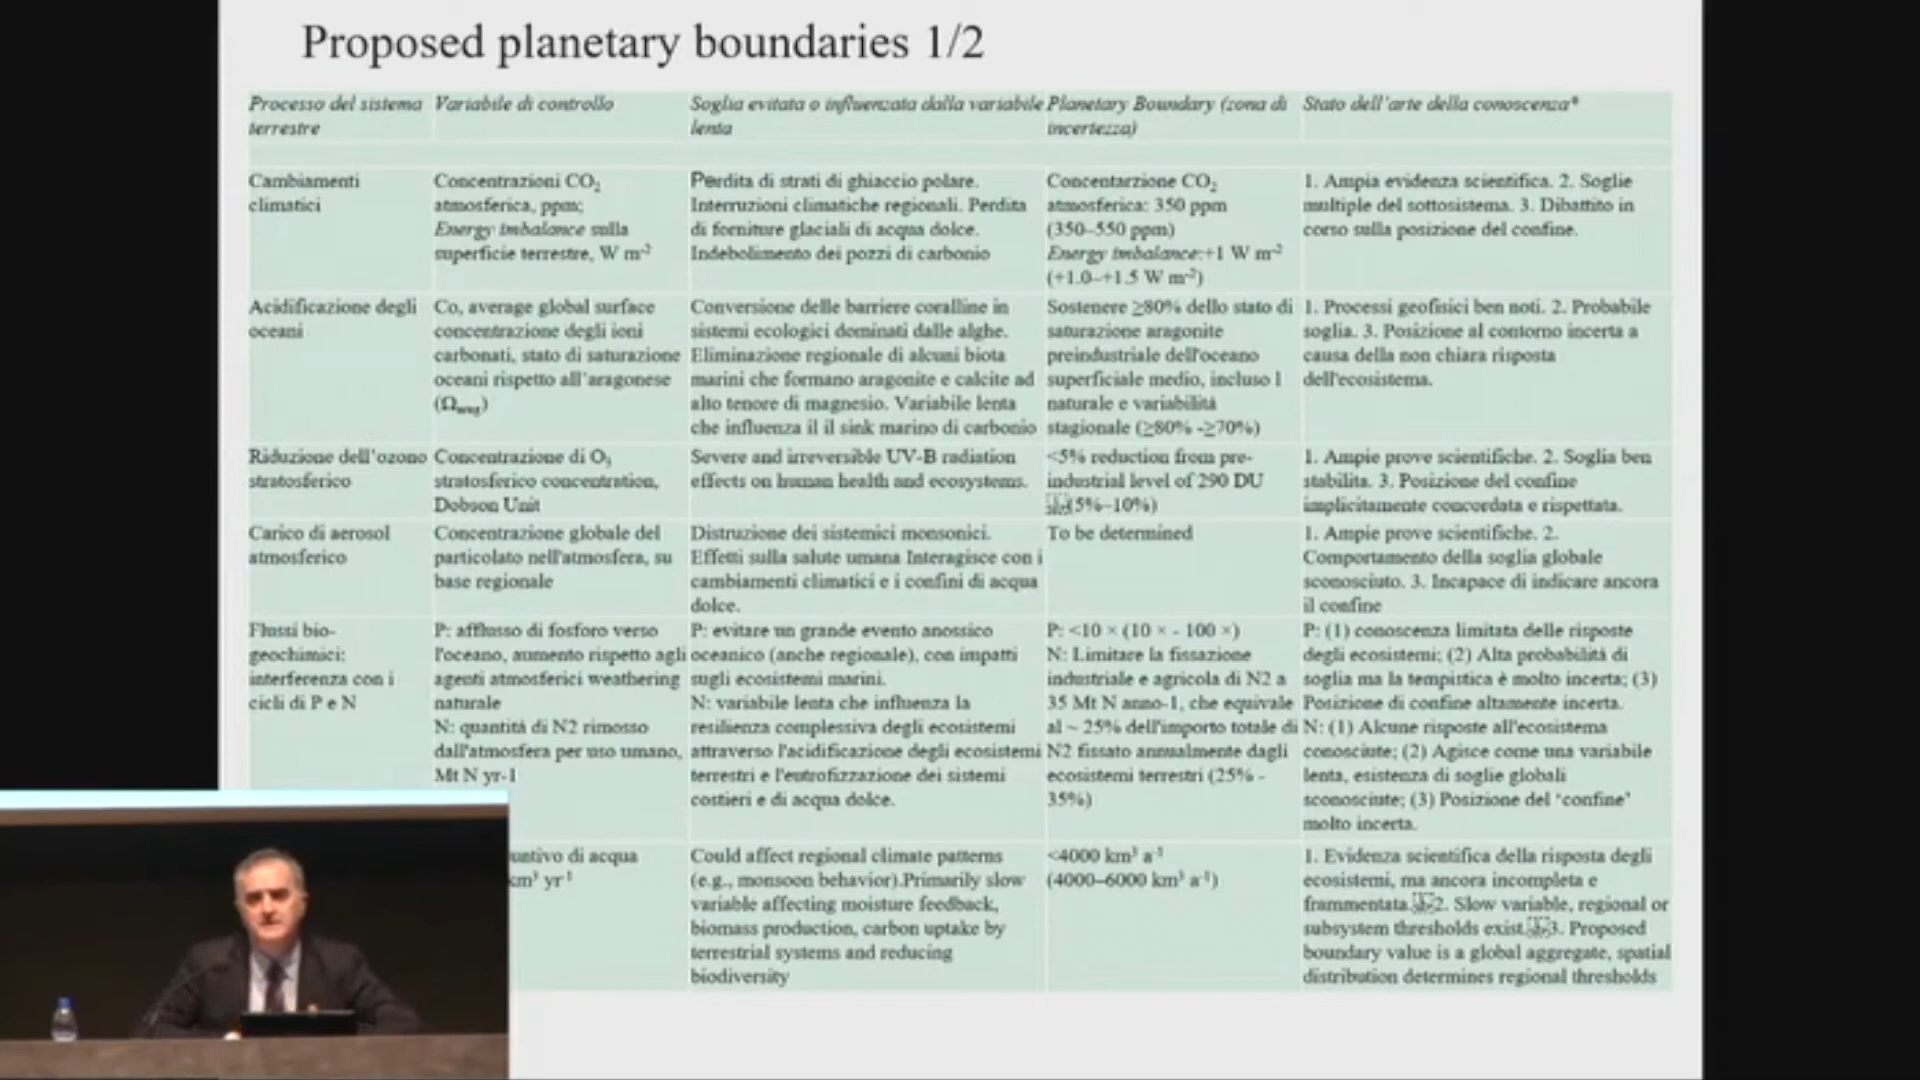 Proposed planetary boundaries 1/2
Processo del sistema
terrestre
Variabile di controllo
Soglia evitata o influenzata dalla variabile
lenta
Planetary Boundary (zona di
incertezza)
Stato dell'arte della conoscenza*
Cambiamenti
climatici
Concentrazioni CO₂
atmosferica, ppm;
Energy imbalance sulla
superficie terrestre, W m⁻²
Perdita di strati di ghiaccio polare.
Interruzioni climatiche regionali. Perdita
di forniture glaciali di acqua dolce.
Indebolimento dei pozzi di carbonio
Concentarzione CO₂
atmosferica: 350 ppm
(350–550 ppm)
Energy imbalance:+1 W m⁻²
(+1.0–+1.5 W m⁻²)
1. Ampia evidenza scientifica. 2. Soglie
multiple del sottosistema. 3. Dibattito in
corso sulla posizione del confine.
Acidificazione degli
oceani
Co, average global surface
concentrazione degli ioni
carbonati, stato di saturazione
oceani rispetto all'aragonese
Conversione delle barriere coralline in
sistemi ecologici dominati dalle alghe.
Eliminazione regionale di alcuni biota
marini che formano aragonite e calcite ad
alto tenore di magnesio. Variabile lenta
che influenza il il sink marino di carbonio
Sostenere ≥80% dello stato di
saturazione aragonite
preindustriale dell'oceano
superficiale medio, incluso l
naturale e variabilità
stagionale (≥80% -≥70%)
1. Processi geofisici ben noti. 2. Probabile
soglia. 3. Posizione al contorno incerta a
causa della non chiara risposta
dell'ecosistema.
Riduzione dell'ozono
stratosferico
Concentrazione di O₃
stratosferico concentration,
Dobson Unit
Severe and irreversible UV-B radiation
effects on human health and ecosystems.
<5% reduction from pre-
industrial level of 290 DU
(5%–10%)
1. Ampie prove scientifiche. 2. Soglia ben
stabilita. 3. Posizione del confine
implicitamente concordata e rispettata.
Carico di aerosol
atmosferico
Concentrazione globale del
particolato nell'atmosfera, su
base regionale
Distruzione dei sistemici monsonici.
Effetti sulla salute umana Interagisce con i
cambiamenti climatici e i confini di acqua
dolce.
To be determined
1. Ampie prove scientifiche. 2.
Comportamento della soglia globale
sconosciuto. 3. Incapace di indicare ancora
il confine
Flussi bio-
geochimici:
interferenza con i
cicli di P e N
P: afflusso di fosforo verso
l'oceano, aumento rispetto agli
agenti atmosferici weathering
naturale
N: quantità di N2 rimosso
dall'atmosfera per uso umano,
Mt N yr-1
P: evitare un grande evento anossico
oceanico (anche regionale), con impatti
sugli ecosistemi marini.
N: variabile lenta che influenza la
resilienza complessiva degli ecosistemi
attraverso l'acidificazione degli ecosistemi
terrestri e l'eutrofizzazione dei sistemi
costieri e di acqua dolce.
P: <10 × (10 × - 100 ×)
N: Limitare la fissazione
industriale e agricola di N2 a
35 Mt N anno-1, che equivale
al ~ 25% dell'importo totale di
N2 fissato annualmente dagli
ecosistemi terrestri (25% -
35%)
P: (1) conoscenza limitata delle risposte
degli ecosistemi; (2) Alta probabilità di
soglia ma la tempistica è molto incerta; (3)
Posizione di confine altamente incerta.
N: (1) Alcune risposte all'ecosistema
conosciute; (2) Agisce come una variabile
lenta, esistenza di soglie globali
sconosciute; (3) Posizione del 'confine'
molto incerta.
untivo di acqua
km³ yr¹
Could affect regional climate patterns
(e.g., monsoon behavior).Primarily slow
variable affecting moisture feedback,
biomass production, carbon uptake by
terrestrial systems and reducing
biodiversity
<4000 km³ a⁻¹
(4000–6000 km³ a⁻¹)
1. Evidenza scientifica della risposta degli
ecosistemi, ma ancora incompleta e
frammentata. 2. Slow variable, regional or
subsystem thresholds exist. 3. Proposed
boundary value is a global aggregate, spatial
distribution determines regional thresholds